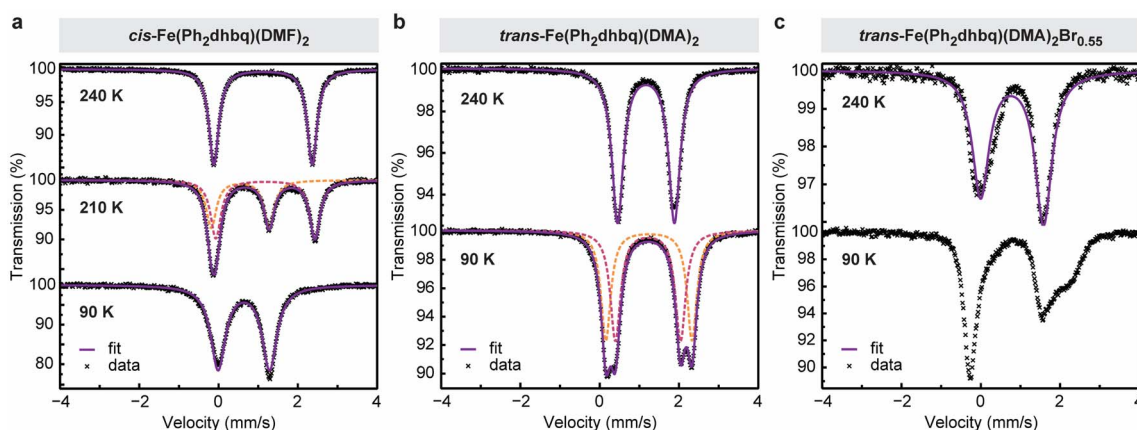 a
cis-Fe(Ph₂dhbq)(DMF)₂
100
95
90
240 K
100
95
90
210 K
100
90
80
90 K
fit
data
Transmission (%)
−4 −2 0 2 4
Velocity (mm/s)
b
trans-Fe(Ph₂dhbq)(DMA)₂
100
98
96
94
240 K
100
98
96
94
92
90
90 K
fit
data
Transmission (%)
−4 −2 0 2 4
Velocity (mm/s)
c
trans-Fe(Ph₂dhbq)(DMA)₂Br₀.₅₅
100
99
98
97
240 K
100
98
96
94
92
90
90 K
fit
data
Transmission (%)
−4 −2 0 2 4
Velocity (mm/s)